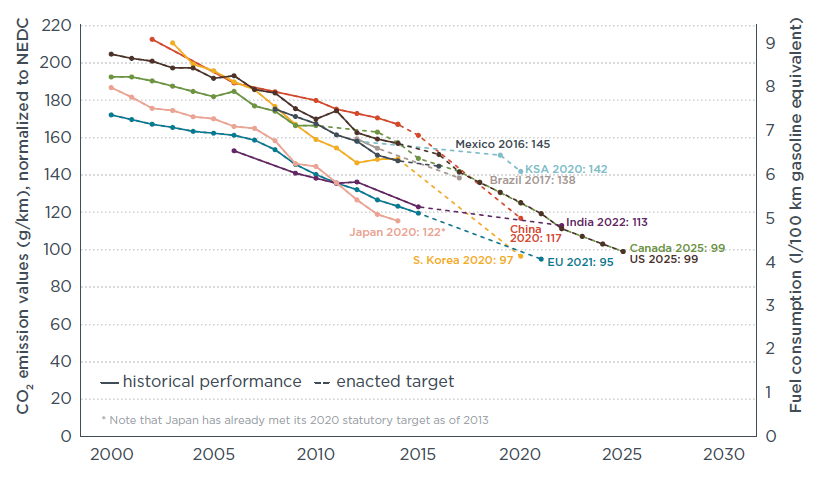 CO2 emission values (g/km), normalized to NEDC
220
200
180
160
140
120
100
80
60
40
20
0
Mexico 2016: 145
KSA 2020: 142
Brazil 2017: 138
India 2022: 113
China
2020: 117
Japan 2020: 122*
Canada 2025: 99
US 2025: 99
S. Korea 2020: 97
EU 2021: 95
historical performance
enacted target
* Note that Japan has already met its 2020 statutory target as of 2013
2000
2005
2010
2015
2020
2025
2030
9
8
7
6
5
4
3
2
1
0
Fuel consumption (l/100 km gasoline equivalent)